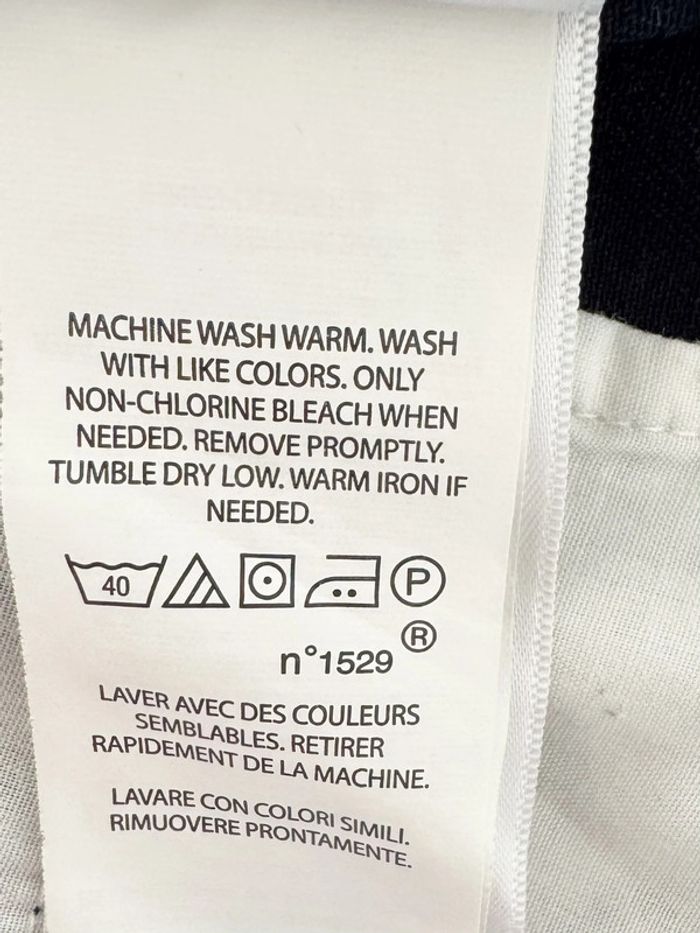 MACHINE WASH WARM. WASH
WITH LIKE COLORS. ONLY
NON-CHLORINE BLEACH WHEN
NEEDED. REMOVE PROMPTLY.
TUMBLE DRY LOW. WARM IRON IF
NEEDED.
40 P
®
n°1529
LAVER AVEC DES COULEURS
SEMBLABLES. RETIRER
RAPIDEMENT DE LA MACHINE.
LAVARE CON COLORI SIMILI.
RIMUOVERE PRONTAMENTE.